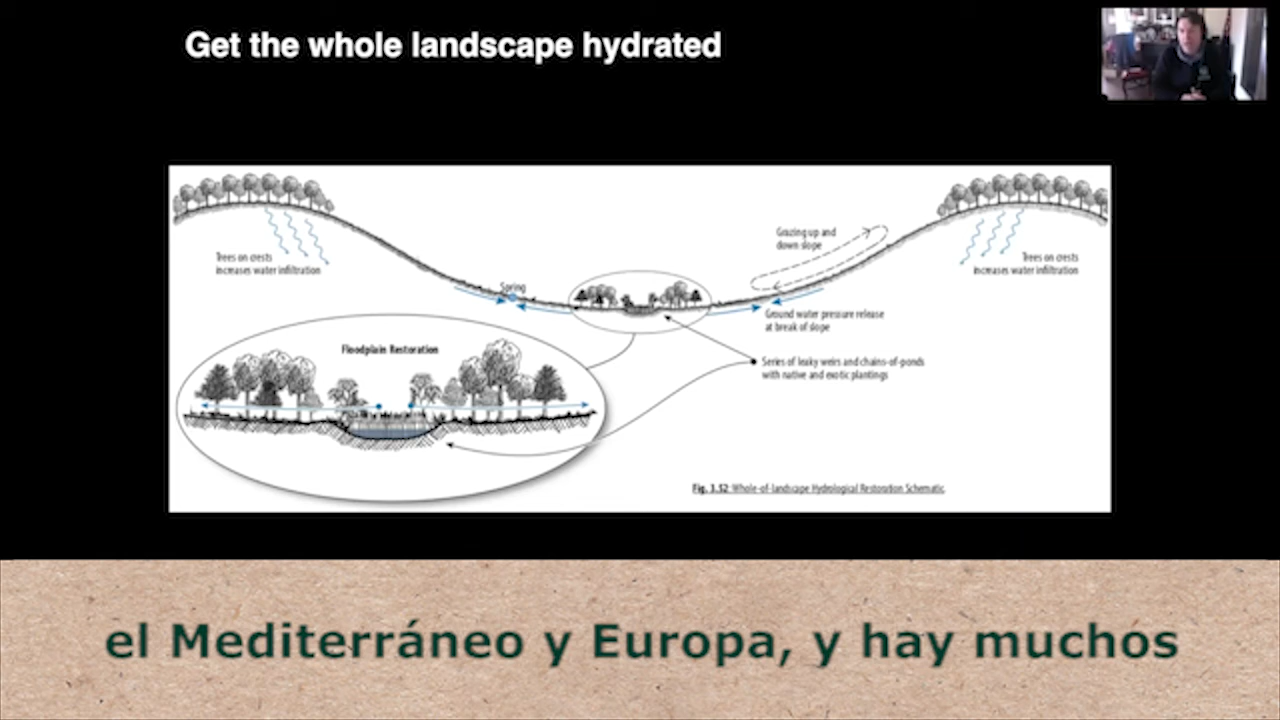 Get the whole landscape hydrated
Trees on crests
increases water infiltration
Spring
Grazing up and
down slope
Trees on crests
increases water infiltration
Ground water pressure release
at break of slope
Floodplain Restoration
Series of leaky weirs and chains-of-ponds
with native and exotic plantings
Fig. 3.52: Whole-of-landscape Hydrological Restoration Schematic.
el Mediterráneo y Europa, y hay muchos